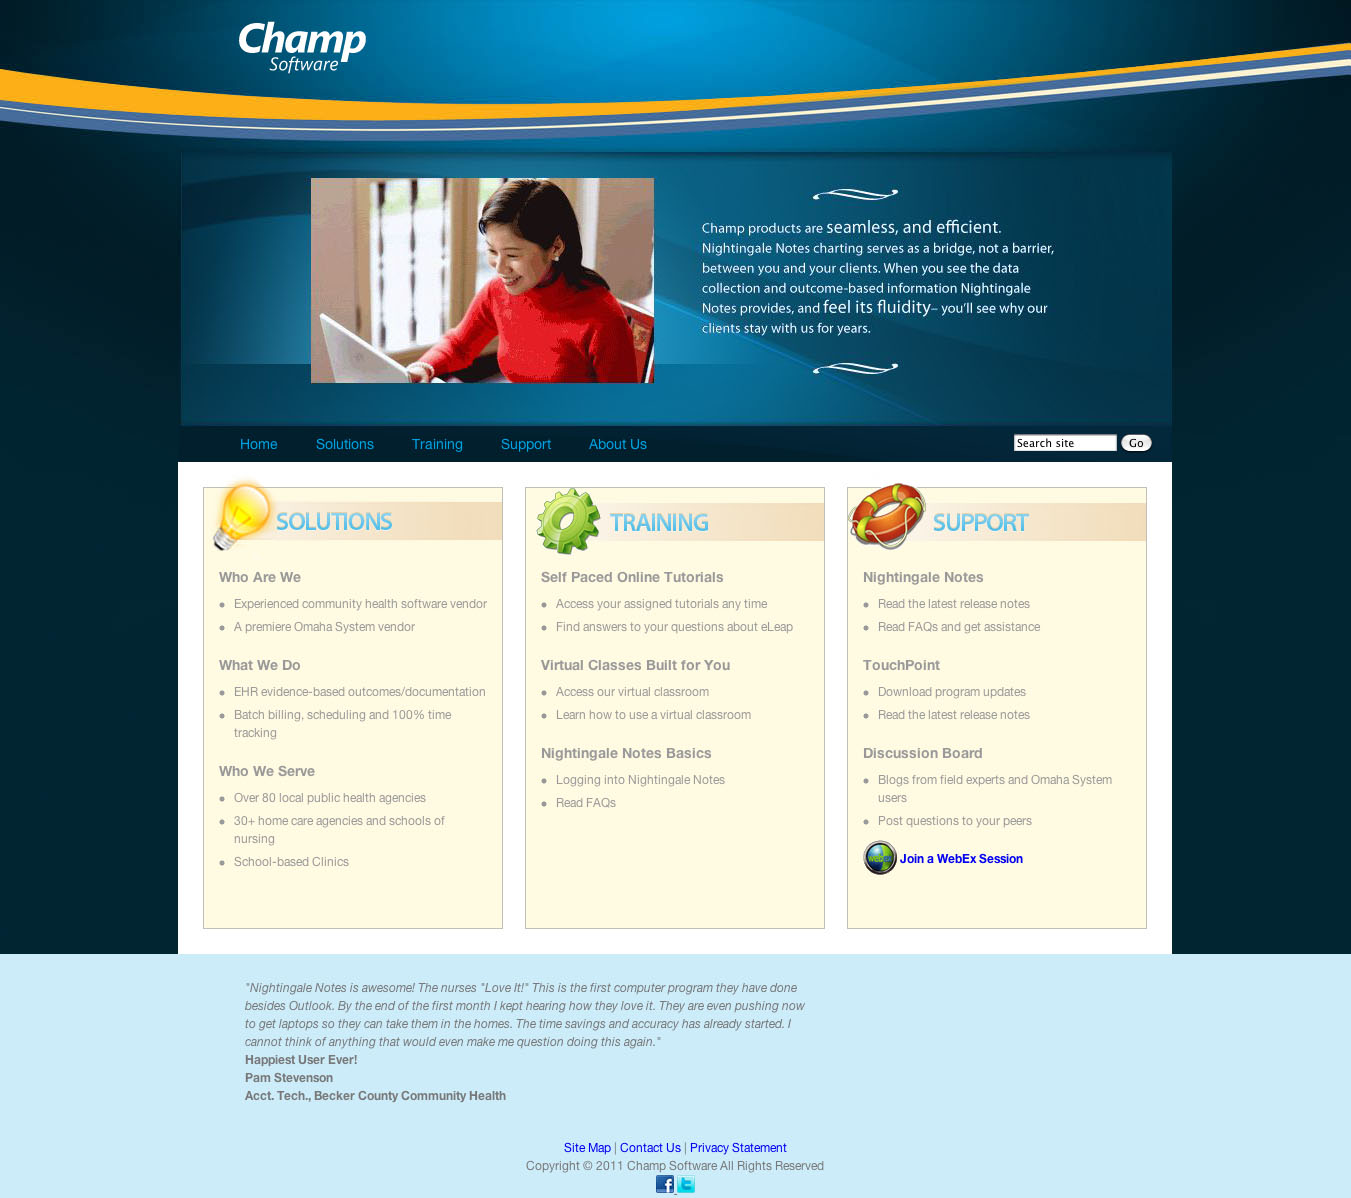 Champ
Software
Champ products are seamless, and efficient.
Nightingale Notes charting serves as a bridge, not a barrier,
between you and your clients. When you see the data
collection and outcome-based information Nightingale
Notes provides, and feel its fluidity– you'll see why our
clients stay with us for years.
Home Solutions Training Support About Us Search site Go
SOLUTIONS
Who Are We
• Experienced community health software vendor
• A premiere Omaha System vendor
What We Do
• EHR evidence-based outcomes/documentation
• Batch billing, scheduling and 100% time
tracking
Who We Serve
• Over 80 local public health agencies
• 30+ home care agencies and schools of
nursing
• School-based Clinics
TRAINING
Self Paced Online Tutorials
• Access your assigned tutorials any time
• Find answers to your questions about eLeap
Virtual Classes Built for You
• Access our virtual classroom
• Learn how to use a virtual classroom
Nightingale Notes Basics
• Logging into Nightingale Notes
• Read FAQs
SUPPORT
Nightingale Notes
• Read the latest release notes
• Read FAQs and get assistance
TouchPoint
• Download program updates
• Read the latest release notes
Discussion Board
• Blogs from field experts and Omaha System
users
• Post questions to your peers
webex Join a WebEx Session
"Nightingale Notes is awesome! The nurses "Love It!" This is the first computer program they have done
besides Outlook. By the end of the first month I kept hearing how they love it. They are even pushing now
to get laptops so they can take them in the homes. The time savings and accuracy has already started. I
cannot think of anything that would even make me question doing this again."
Happiest User Ever!
Pam Stevenson
Acct. Tech., Becker County Community Health
Site Map | Contact Us | Privacy Statement
Copyright © 2011 Champ Software All Rights Reserved